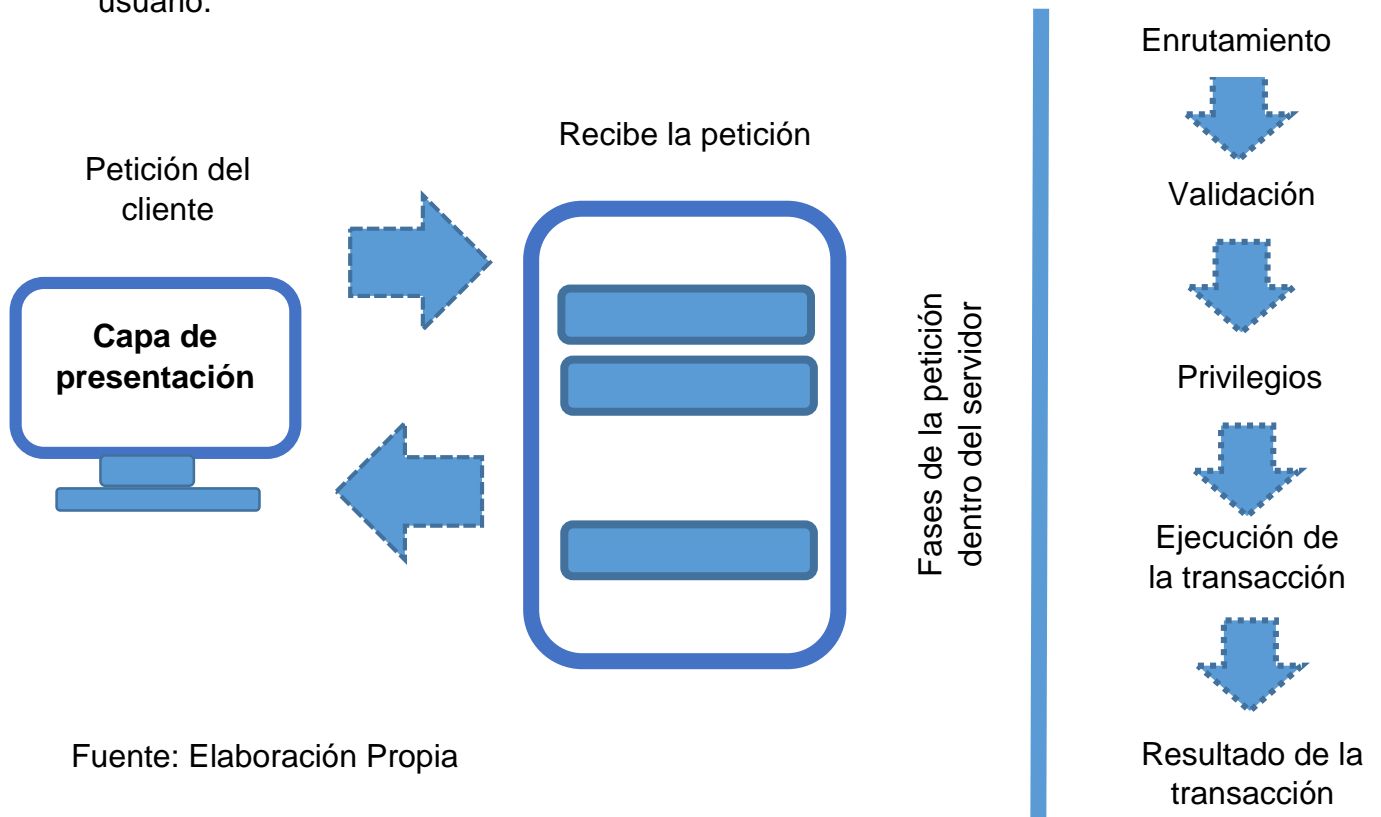 usuario.
Petición del
cliente
Capa de
presentación
Recibe la petición
Fases de la petición
dentro del servidor
Enrutamiento
Validación
Privilegios
Ejecución de
la transacción
Resultado de la
transacción
Fuente: Elaboración Propia